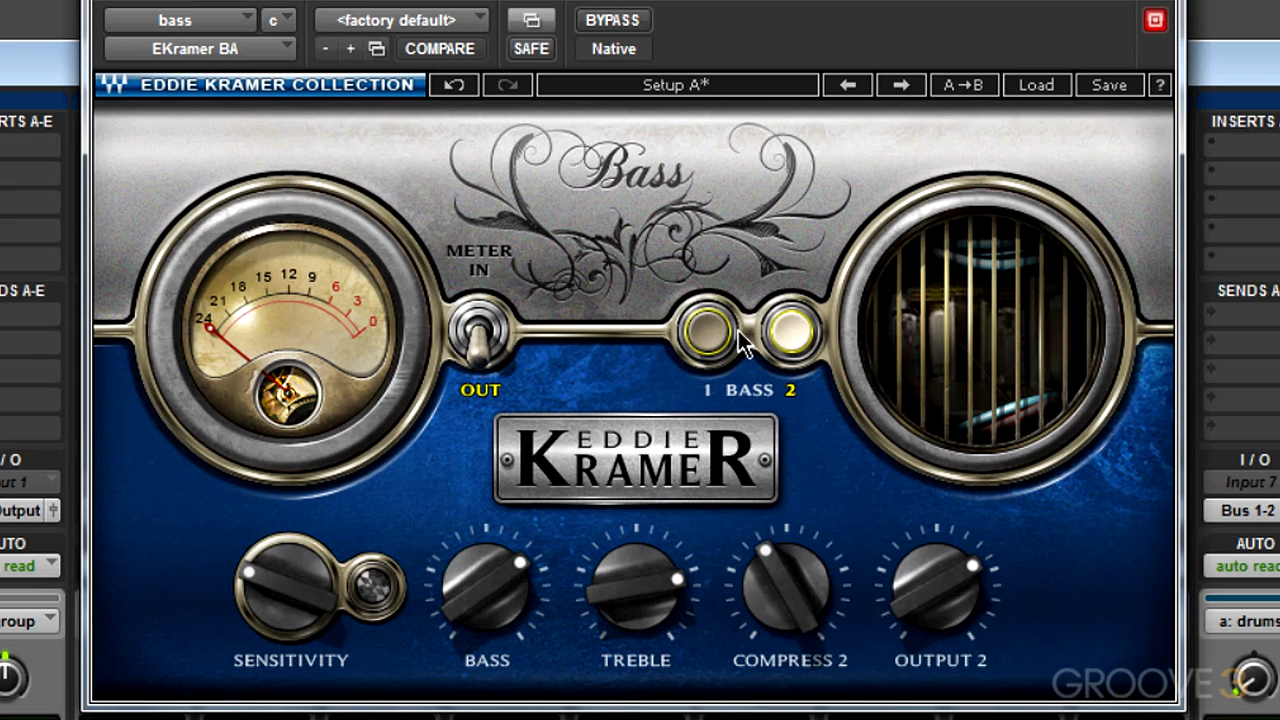 bass c <factory default> BYPASS
EKramer BA - + COMPARE SAFE Native
EDDIE KRAMER COLLECTION Setup A* A→B Load Save ?
RTS A-E
INSERTS A
Bass
METER
IN
15 12 9
18 6
21 3
24 0
DS A-E
SENDS A
OUT
1 BASS 2
EDDIE
KRAMER
/ O
I / O
ut 1
Input 7
Output
Bus 1-2
UTO
AUTO
read
auto read
group
a: drums
SENSITIVITY BASS TREBLE COMPRESS 2 OUTPUT 2
GROOVE3